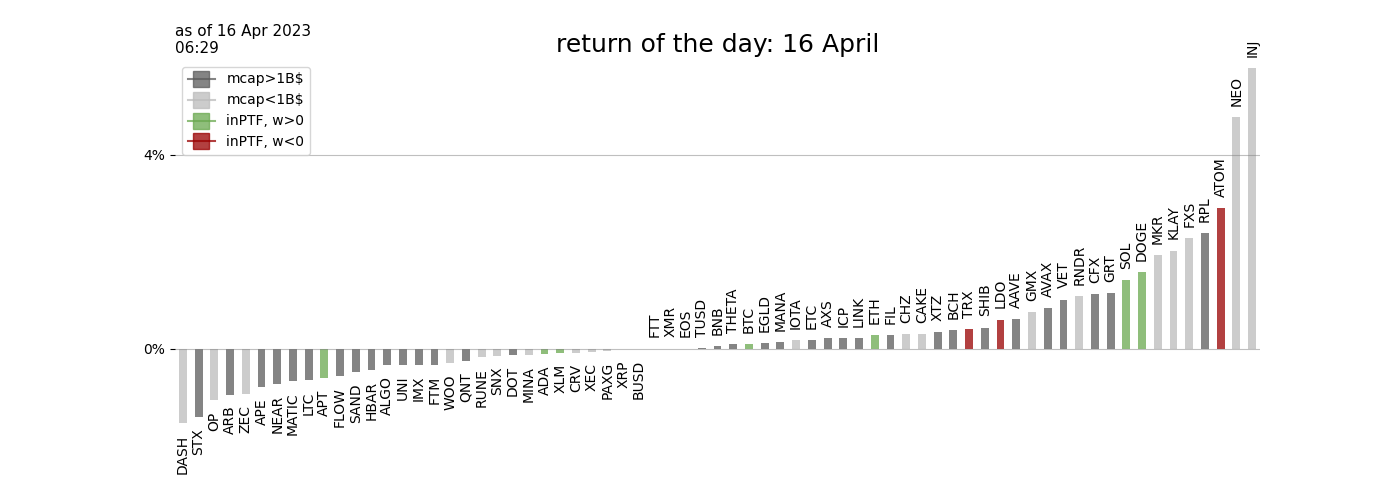 as of 16 Apr 2023
06:29
return of the day: 16 April
mcap>1B$
mcap<1B$
inPTF, w>0
inPTF, w<0
4%
0%
DASH
STX
OP
ARB
ZEC
APE
NEAR
MATIC
LTC
APT
FLOW
SAND
HBAR
ALGO
UNI
IMX
FTM
WOO
QNT
RUNE
SNX
DOT
MINA
ADA
XLM
CRV
XEC
PAXG
XRP
BUSD
FTT
XMR
EOS
TUSD
BNB
THETA
BTC
EGLD
MANA
IOTA
ETC
AXS
ICP
LINK
ETH
FIL
CHZ
CAKE
XTZ
BCH
TRX
SHIB
LDO
AAVE
GMX
AVAX
VET
RNDR
CFX
GRT
SOL
DOGE
MKR
KLAY
FXS
RPL
ATOM
NEO
INJ